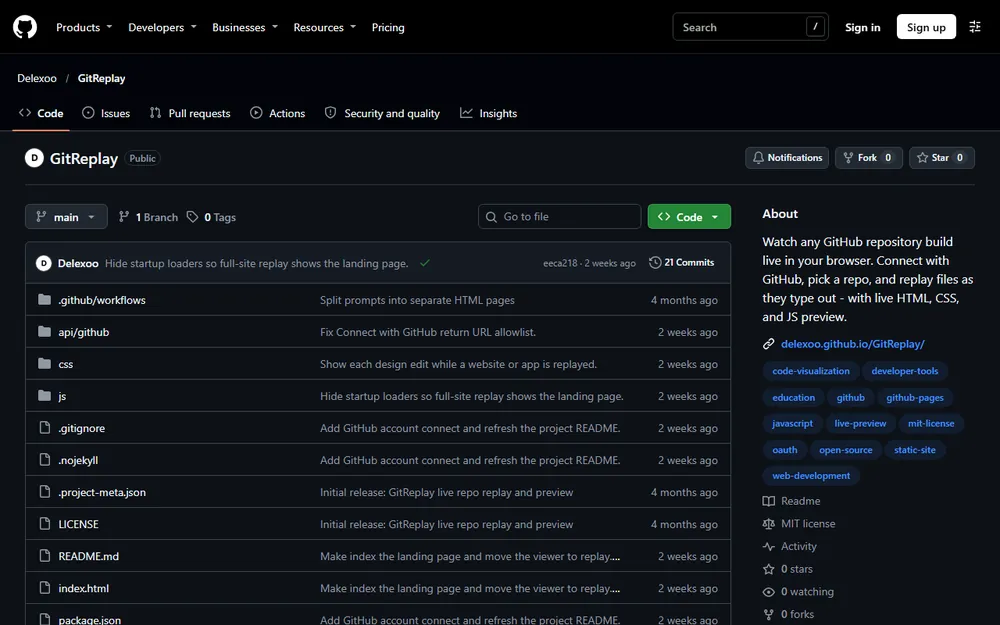 Products Developers Businesses Resources Pricing Search / Sign in Sign up
Delexoo / GitReplay
Code Issues Pull requests Actions Security and quality Insights
D GitReplay Public Notifications Fork 0 Star 0
main 1 Branch 0 Tags Go to file Code
D Delexoo Hide startup loaders so full-site replay shows the landing page. eeca218 · 2 weeks ago 21 Commits
.github/workflows Split prompts into separate HTML pages 4 months ago
api/github Fix Connect with GitHub return URL allowlist. 2 weeks ago
css Show each design edit while a website or app is replayed. 2 weeks ago
js Hide startup loaders so full-site replay shows the landing page. 2 weeks ago
.gitignore Add GitHub account connect and refresh the project README. 2 weeks ago
.nojekyll Add GitHub account connect and refresh the project README. 2 weeks ago
.project-meta.json Initial release: GitReplay live repo replay and preview 4 months ago
LICENSE Initial release: GitReplay live repo replay and preview 4 months ago
README.md Make index the landing page and move the viewer to replay.... 2 weeks ago
index.html Make index the landing page and move the viewer to replay.... 2 weeks ago
package.json Add GitHub account connect and refresh the project README. 2 weeks ago
About
Watch any GitHub repository build
live in your browser. Connect with
GitHub, pick a repo, and replay files as
they type out - with live HTML, CSS,
and JS preview.
delexoo.github.io/GitReplay/
code-visualization developer-tools
education github github-pages
javascript live-preview mit-license
oauth open-source static-site
web-development
Readme
MIT license
Activity
0 stars
0 watching
0 forks